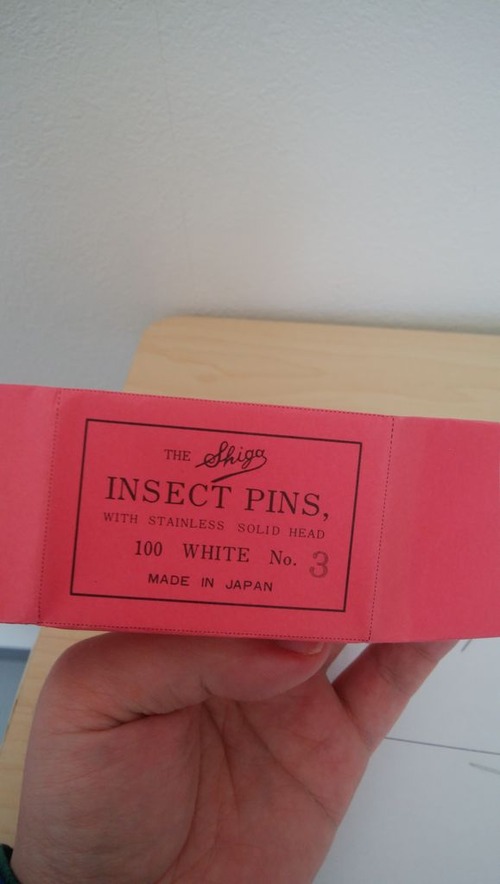 THE Shiga
INSECT PINS,
WITH STAINLESS SOLID HEAD
100 WHITE No. 3
MADE IN JAPAN